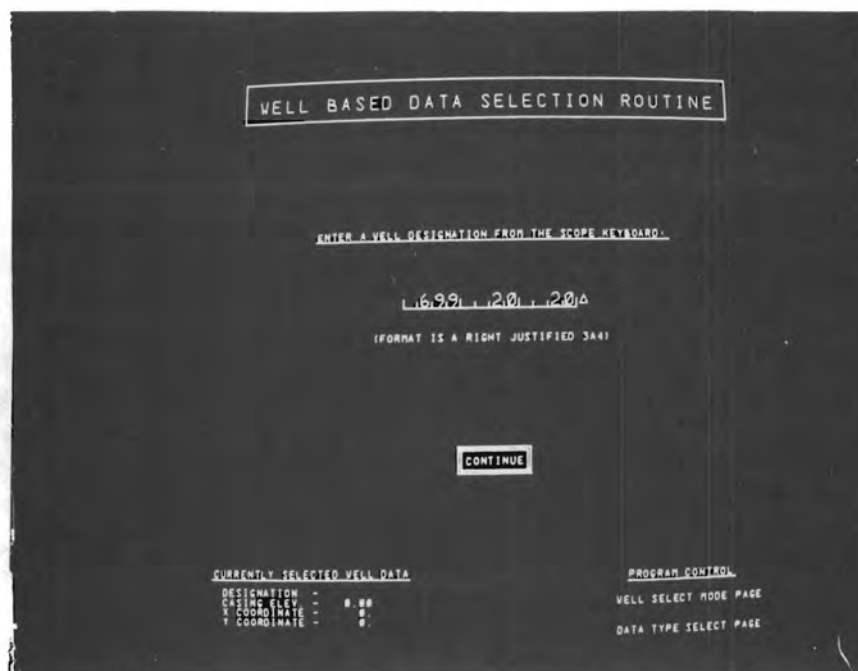 WELL BASED DATA SELECTION ROUTINE
ENTER A WELL DESIGNATION FROM THE SCOPE KEYBOARD.
699 20 20Δ
(FORMAT IS A RIGHT JUSTIFIED 3A4)
CONTINUE
CURRENTLY SELECTED WELL DATA
DESIGNATION -
CASING ELEV. - 0.00
X COORDINATE - 0.
Y COORDINATE - 0.
PROGRAM CONTROL
WELL SELECT MODE PAGE
DATA TYPE SELECT PAGE